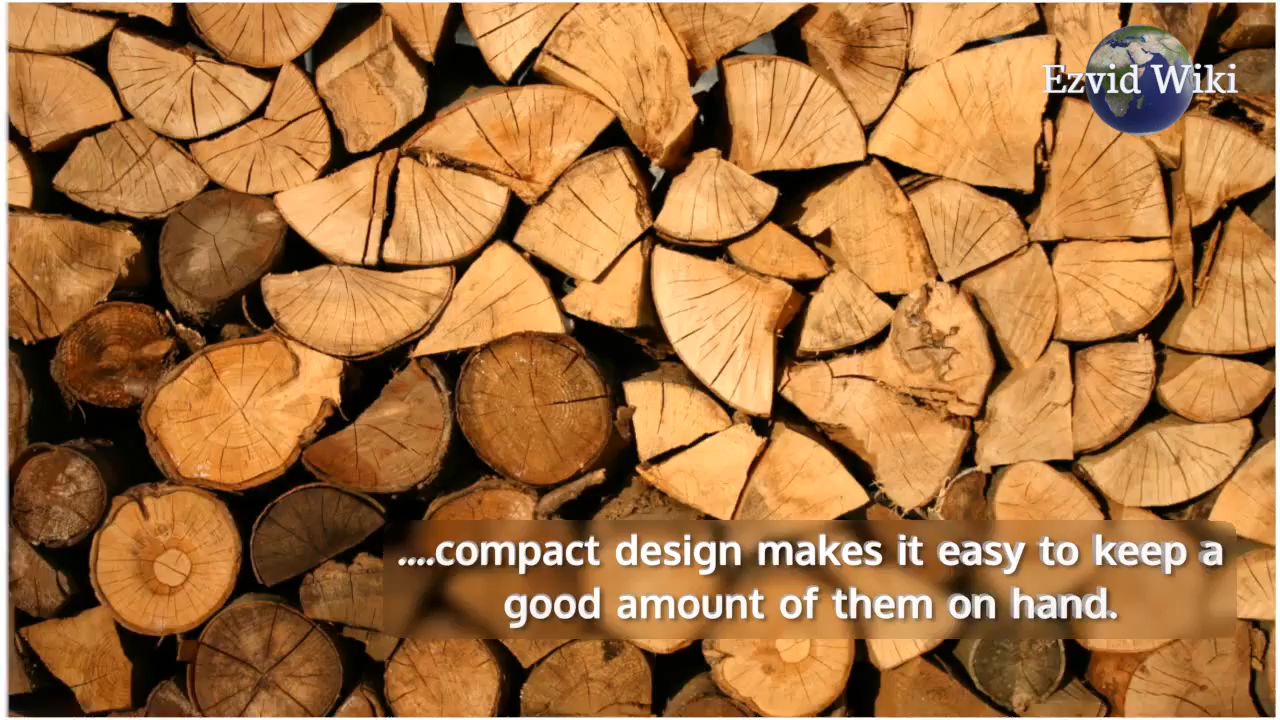 Ezvid Wiki
....compact design makes it easy to keep a
good amount of them on hand.